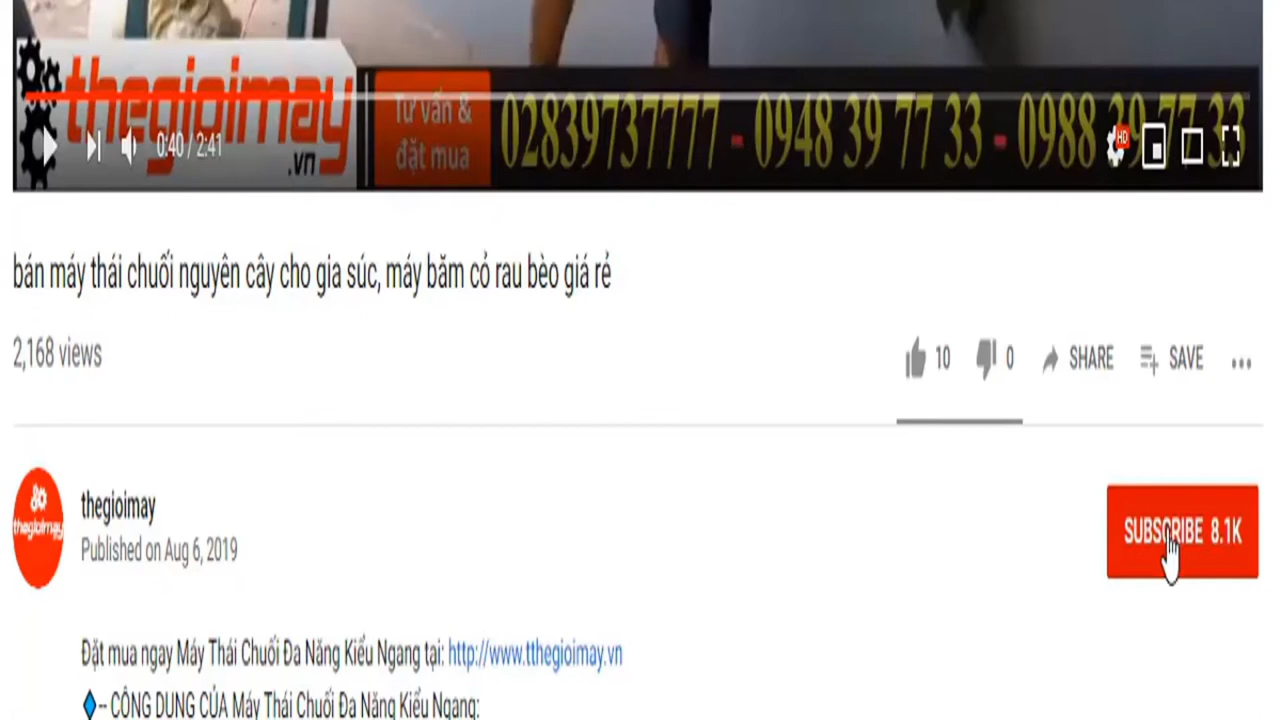 thegioimay
.vn
Tư vấn &
đặt mua
02839737777 - 0948 39 77 33 - 0988 39 77 33
0:40 / 2:41
HD
bán máy thái chuối nguyên cây cho gia súc, máy băm cỏ rau bèo giá rẻ
2,168 views
10 0 SHARE SAVE
thegioimay
thegioimay
Published on Aug 6, 2019
SUBSCRIBE 8.1K
Đặt mua ngay Máy Thái Chuối Đa Năng Kiểu Ngang tại: http://www.tthegioimay.vn
-- CÔNG DỤNG CỦA Máy Thái Chuối Đa Năng Kiểu Ngang: